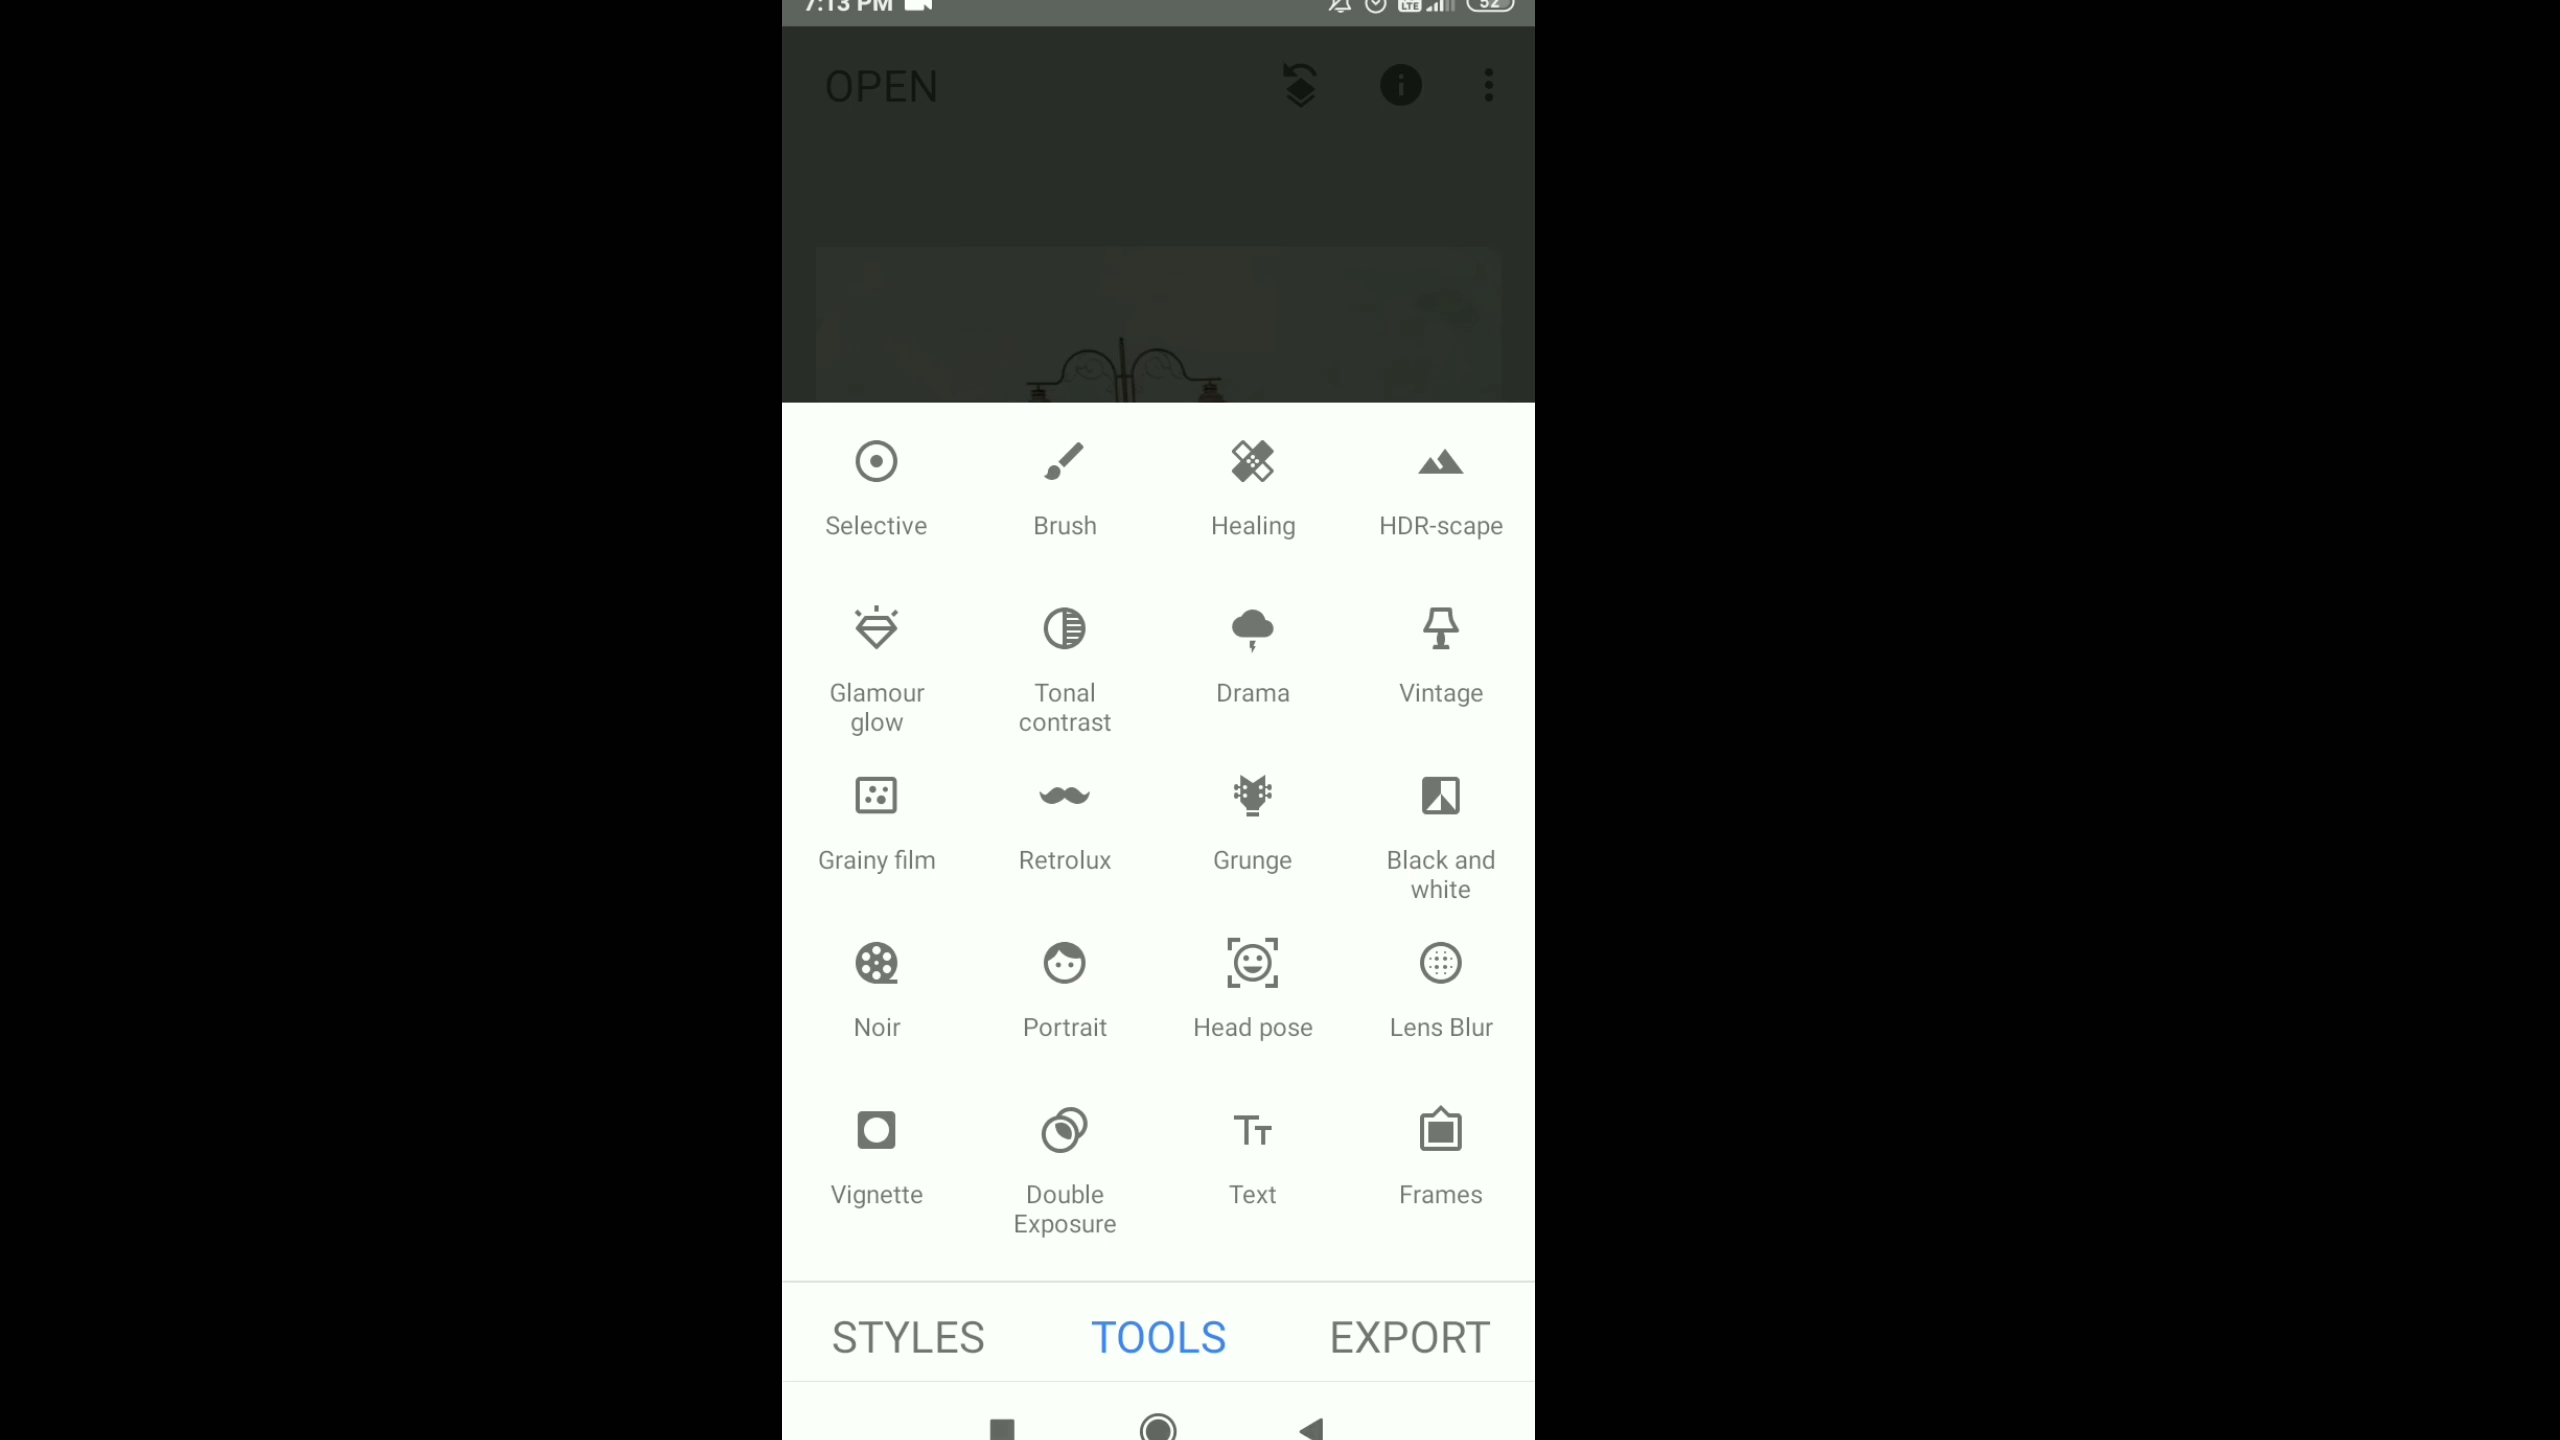 7:13 PM 52
OPEN
Selective Brush Healing HDR-scape
Glamour glow Tonal contrast Drama Vintage
Grainy film Retrolux Grunge Black and white
Noir Portrait Head pose Lens Blur
Vignette Double Exposure Text Frames
STYLES TOOLS EXPORT